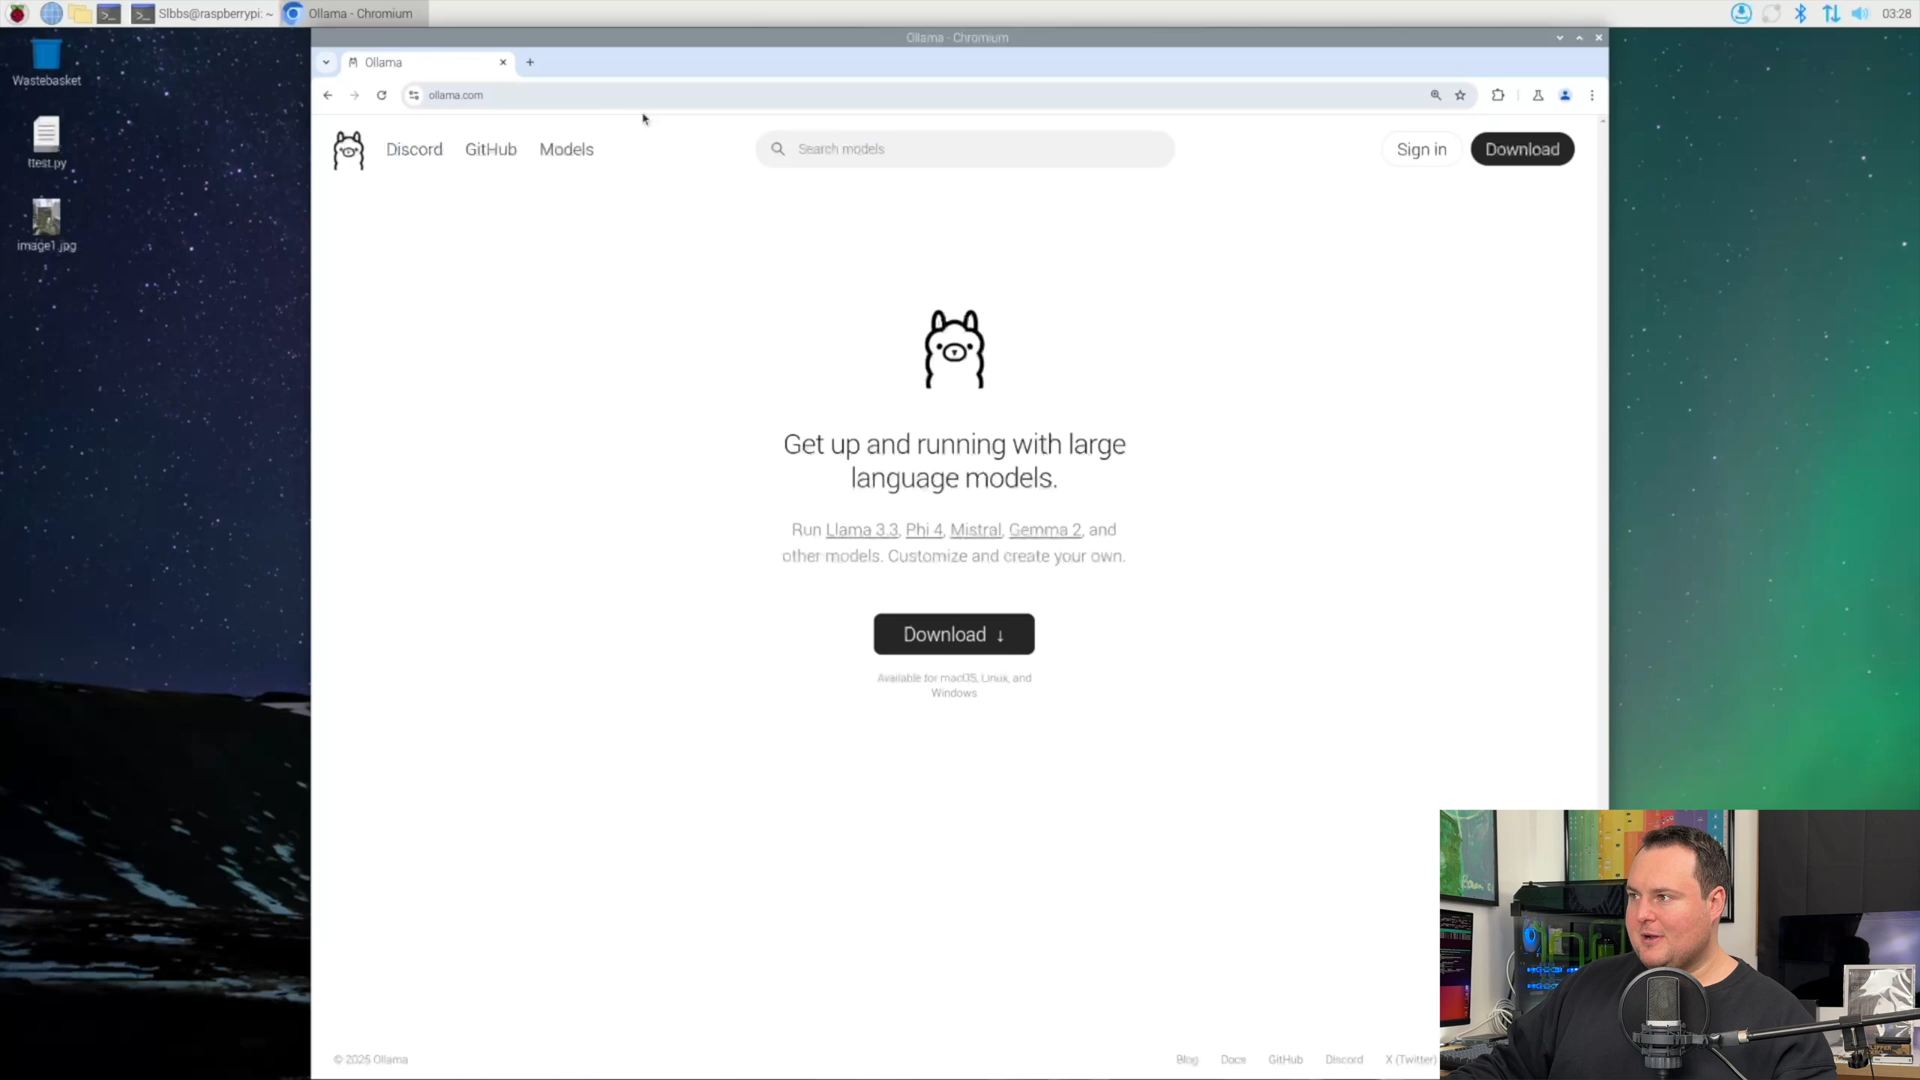 Slbbs@raspberrypi: ~
Ollama - Chromium
03:28
Ollama - Chromium
Ollama
ollama.com
Wastebasket
ttest.py
image1.jpg
Discord
GitHub
Models
Search models
Sign in
Download
Get up and running with large
language models.
Run Llama 3.3, Phi 4, Mistral, Gemma 2, and
other models. Customize and create your own.
Download ↓
Available for macOS, Linux, and
Windows
© 2025 Ollama
Blog
Docs
GitHub
Discord
X (Twitter)